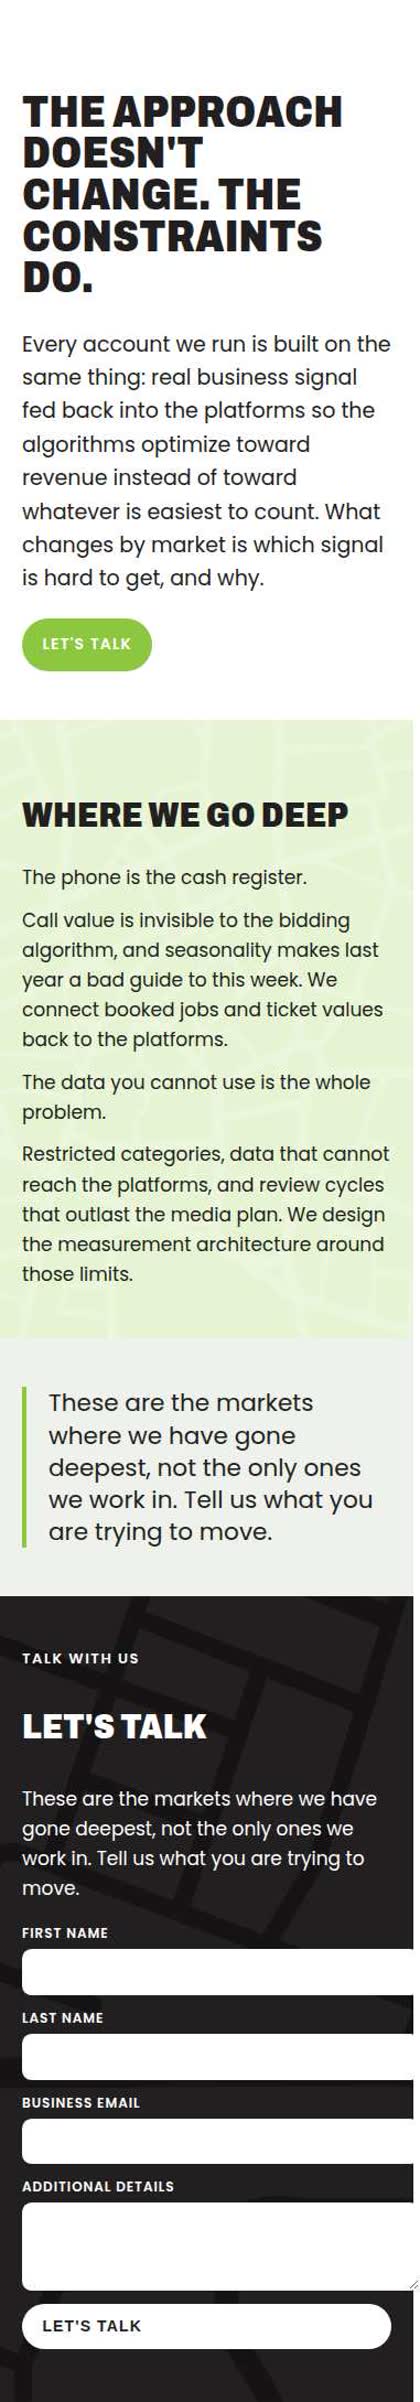 THE APPROACH
DOESN'T
CHANGE. THE
CONSTRAINTS
DO.
Every account we run is built on the
same thing: real business signal
fed back into the platforms so the
algorithms optimize toward
revenue instead of toward
whatever is easiest to count. What
changes by market is which signal
is hard to get, and why.
LET'S TALK
WHERE WE GO DEEP
The phone is the cash register.
Call value is invisible to the bidding
algorithm, and seasonality makes last
year a bad guide to this week. We
connect booked jobs and ticket values
back to the platforms.
The data you cannot use is the whole
problem.
Restricted categories, data that cannot
reach the platforms, and review cycles
that outlast the media plan. We design
the measurement architecture around
those limits.
These are the markets
where we have gone
deepest, not the only ones
we work in. Tell us what you
are trying to move.
TALK WITH US
LET'S TALK
These are the markets where we have
gone deepest, not the only ones we
work in. Tell us what you are trying to
move.
FIRST NAME
LAST NAME
BUSINESS EMAIL
ADDITIONAL DETAILS
LET'S TALK